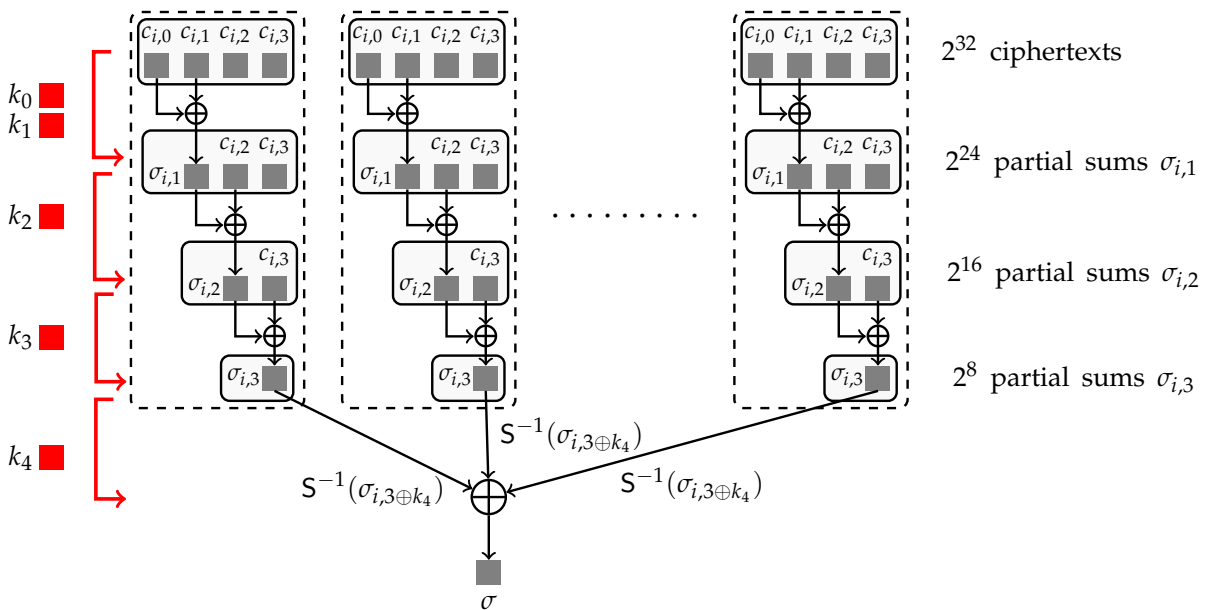 c_{i,0} c_{i,1} c_{i,2} c_{i,3} c_{i,0} c_{i,1} c_{i,2} c_{i,3} c_{i,0} c_{i,1} c_{i,2} c_{i,3} 2^{32} ciphertexts
k_0
k_1
c_{i,2} c_{i,3} c_{i,2} c_{i,3} c_{i,2} c_{i,3}
σ_{i,1} σ_{i,1} σ_{i,1} 2^{24} partial sums σ_{i,1}
k_2
· · · · · · · · ·
c_{i,3} c_{i,3} c_{i,3}
σ_{i,2} σ_{i,2} σ_{i,2} 2^{16} partial sums σ_{i,2}
k_3
σ_{i,3} σ_{i,3} σ_{i,3} 2^8 partial sums σ_{i,3}
S^{-1}(σ_{i,3⊕k_4})
k_4
S^{-1}(σ_{i,3⊕k_4}) S^{-1}(σ_{i,3⊕k_4})
σ